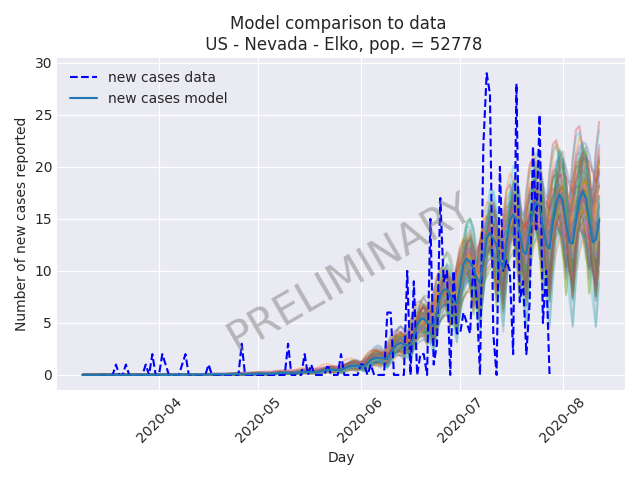 Model comparison to data
US - Nevada - Elko, pop. = 52778
new cases data
new cases model
Number of new cases reported
30
25
20
15
10
5
0
PRELIMINARY
2020-04
2020-05
2020-06
2020-07
2020-08
Day